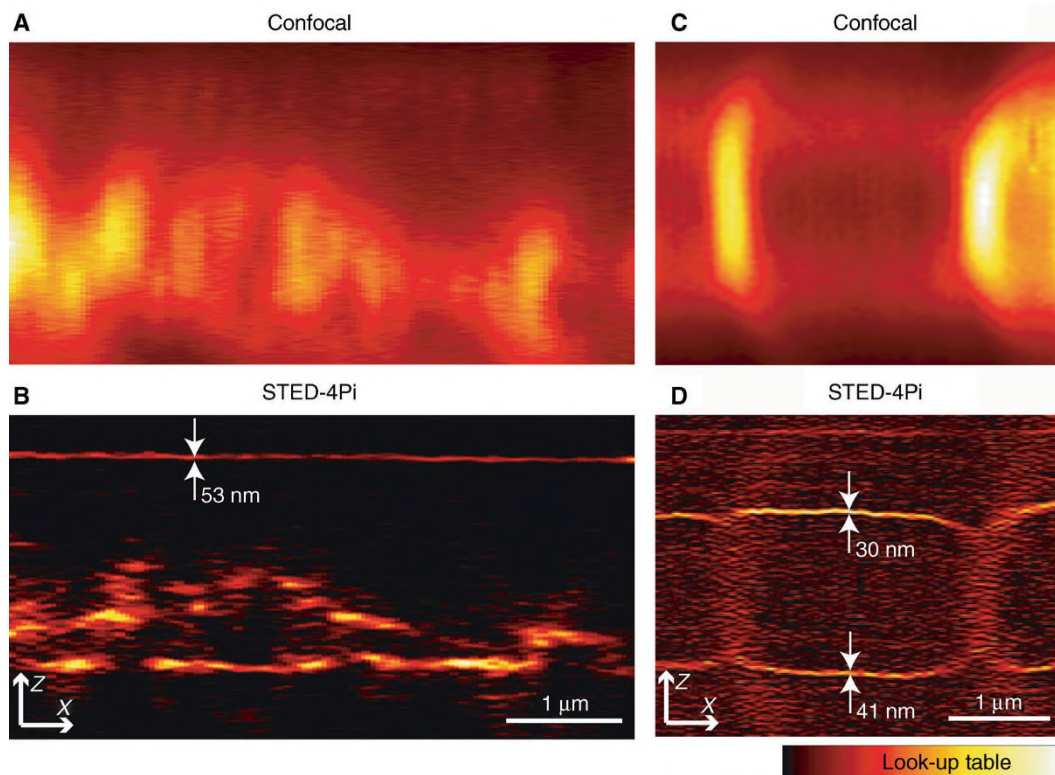 A
Confocal
C
Confocal
B
STED-4Pi
53 nm
Z
X
1 μm
D
STED-4Pi
30 nm
41 nm
Z
X
1 μm
Look-up table